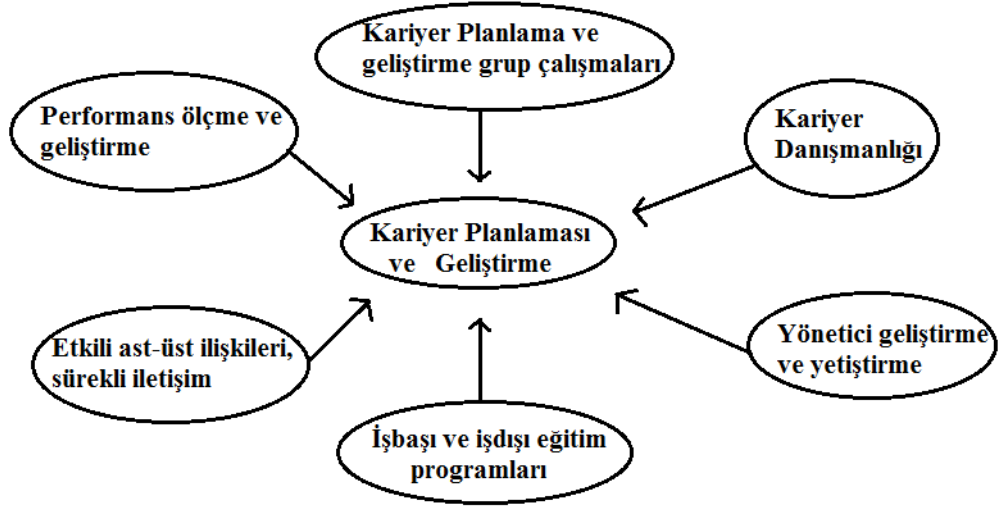 Kariyer Planlama ve
geliştirme grup çalışmaları
Performans ölçme ve
geliştirme
Kariyer
Danışmanlığı
Kariyer Planlaması
ve Geliştirme
Etkili ast-üst ilişkileri,
sürekli iletişim
Yönetici geliştirme
ve yetiştirme
İşbaşı ve işdışı eğitim
programları